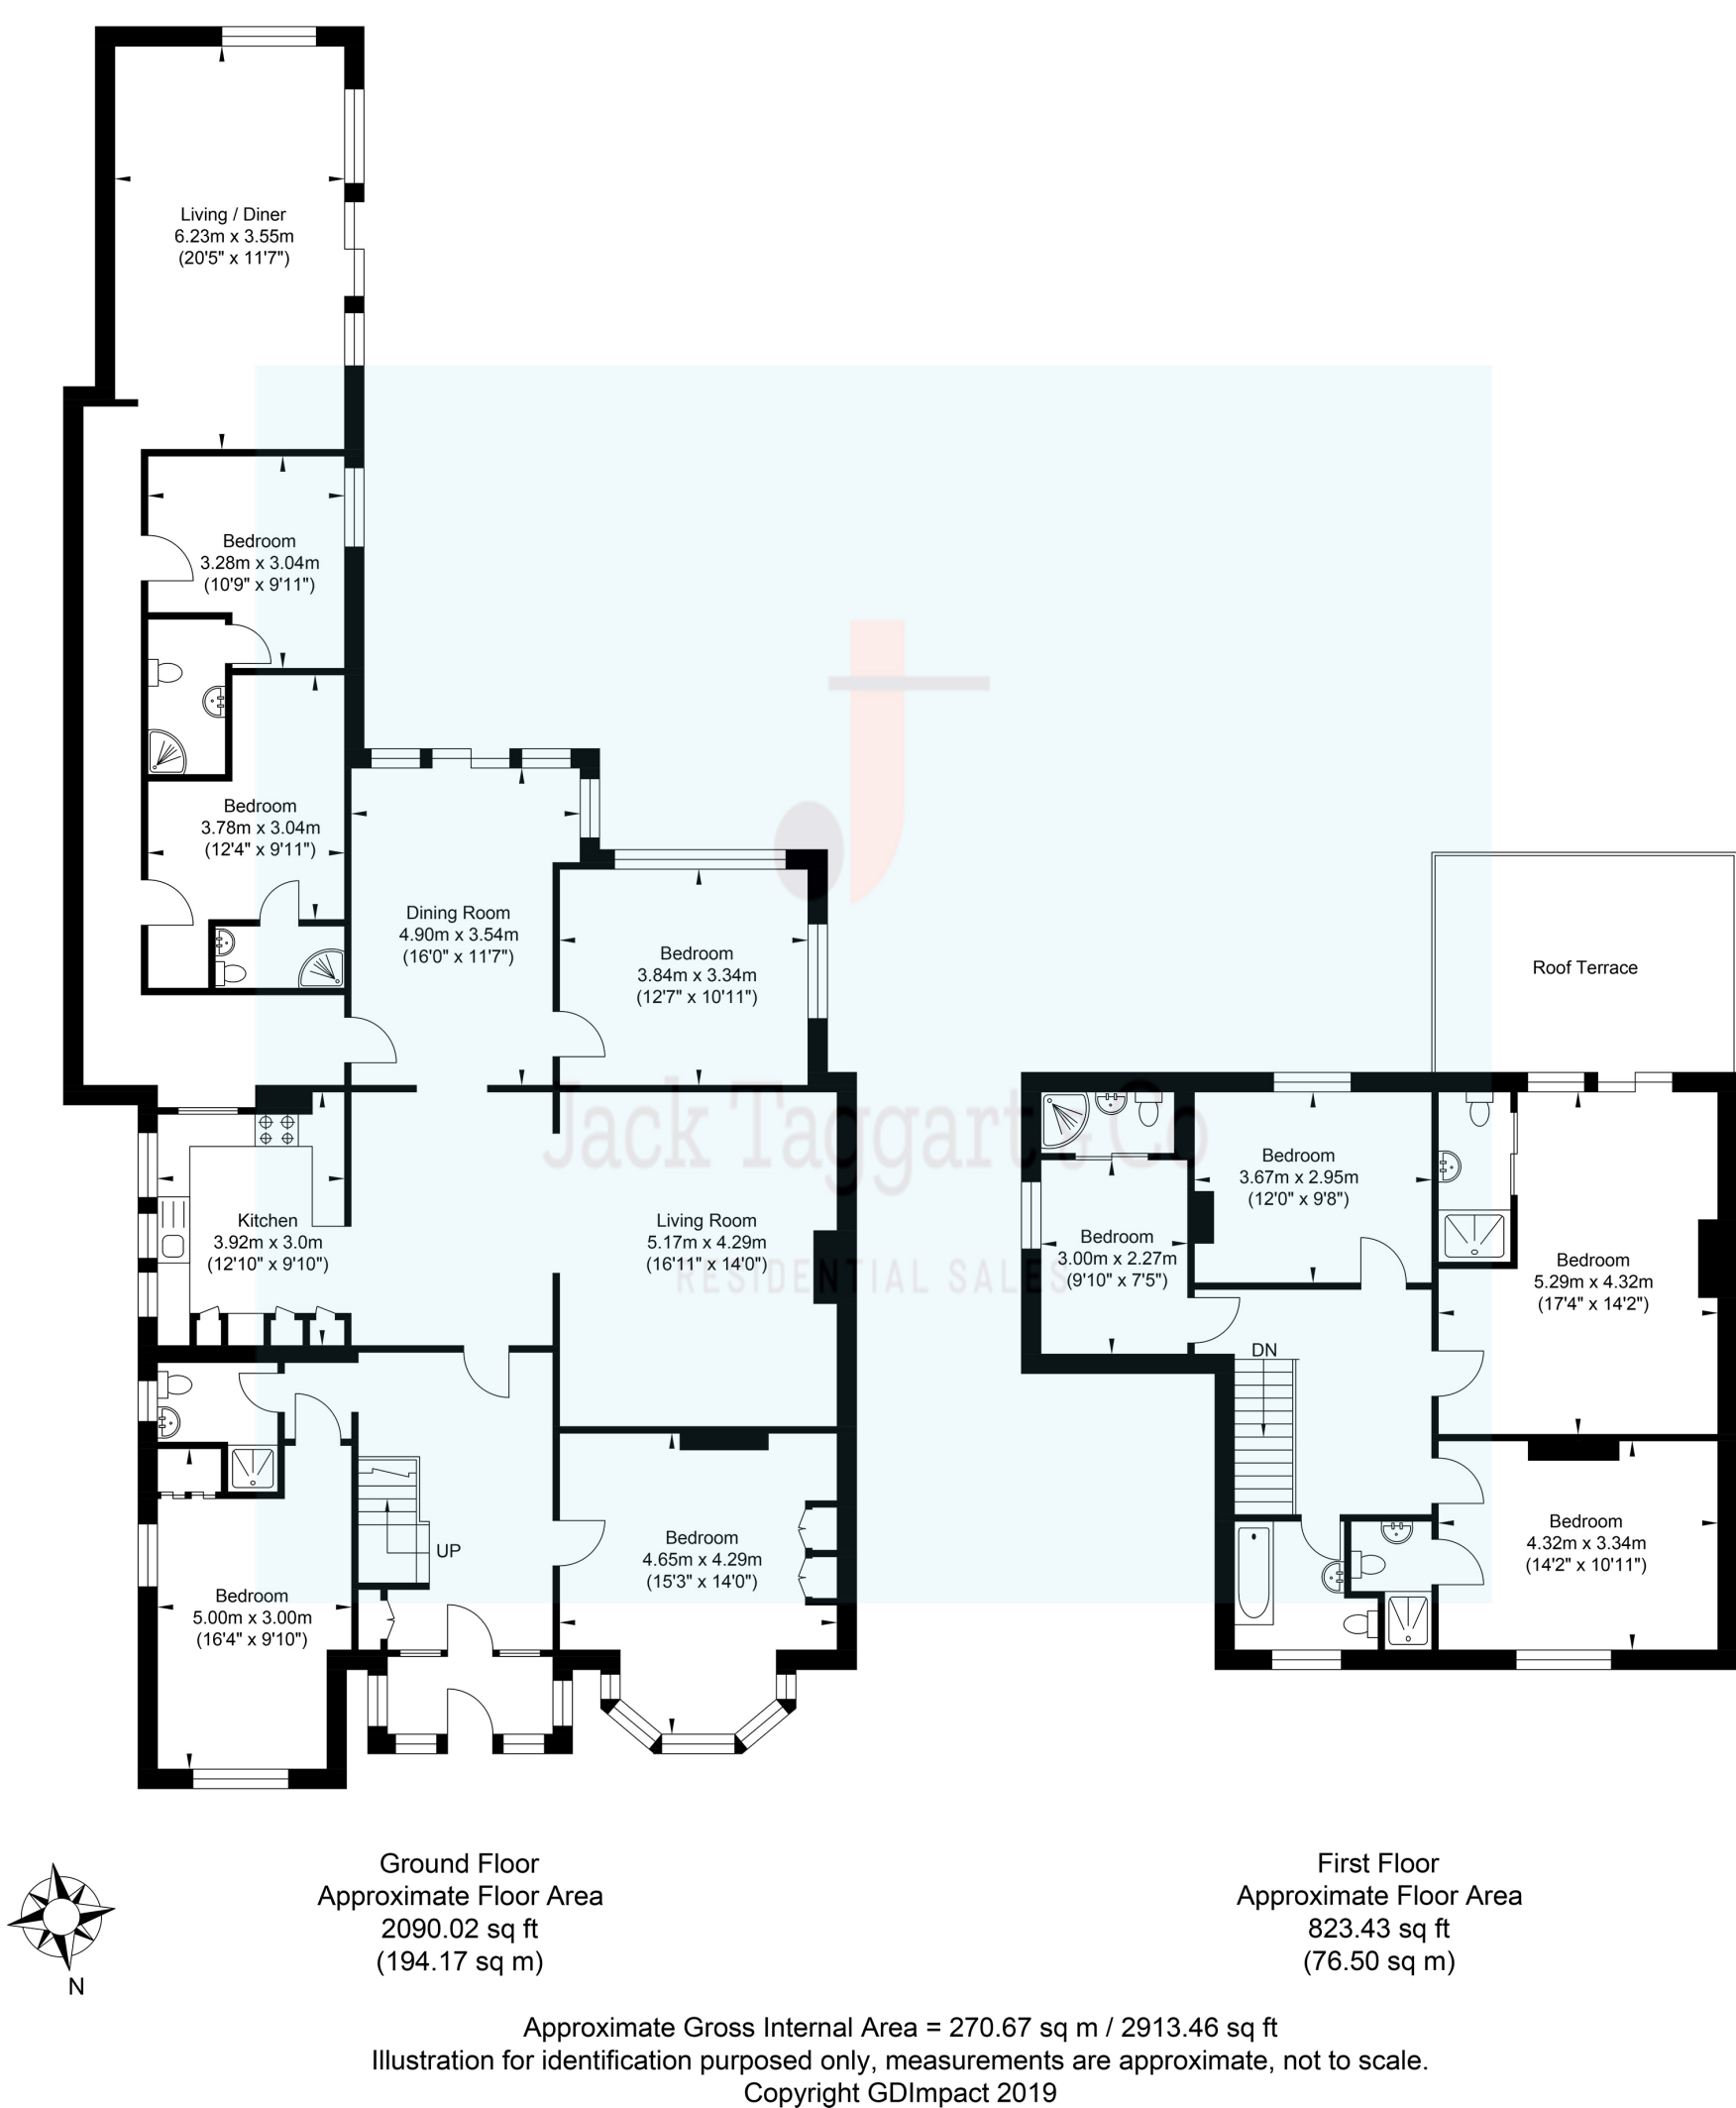 Living / Diner
6.23m x 3.55m
(20'5" x 11'7")
Bedroom
3.28m x 3.04m
(10'9" x 9'11")
Bedroom
3.78m x 3.04m
(12'4" x 9'11")
Dining Room
4.90m x 3.54m
(16'0" x 11'7")
Bedroom
3.84m x 3.34m
(12'7" x 10'11")
Kitchen
3.92m x 3.0m
(12'10" x 9'10")
Living Room
5.17m x 4.29m
(16'11" x 14'0")
Bedroom
4.65m x 4.29m
(15'3" x 14'0")
UP
Bedroom
5.00m x 3.00m
(16'4" x 9'10")
Jack Taggart & Co
RESIDENTIAL SALES
Roof Terrace
Bedroom
3.67m x 2.95m
(12'0" x 9'8")
Bedroom
3.00m x 2.27m
(9'10" x 7'5")
Bedroom
5.29m x 4.32m
(17'4" x 14'2")
DN
Bedroom
4.32m x 3.34m
(14'2" x 10'11")
N
Ground Floor
Approximate Floor Area
2090.02 sq ft
(194.17 sq m)
First Floor
Approximate Floor Area
823.43 sq ft
(76.50 sq m)
Approximate Gross Internal Area = 270.67 sq m / 2913.46 sq ft
Illustration for identification purposed only, measurements are approximate, not to scale.
Copyright GDImpact 2019